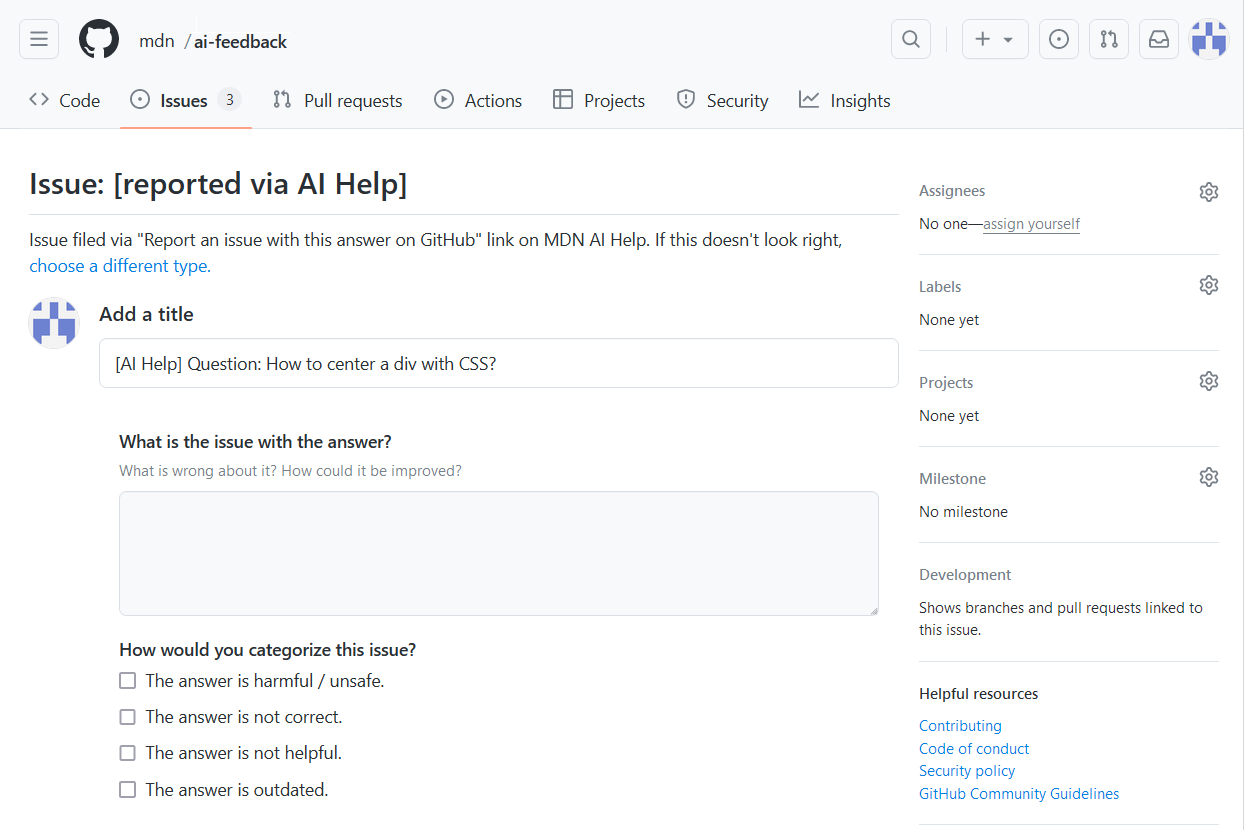 mdn / ai-feedback
Code
Issues 3
Pull requests
Actions
Projects
Security
Insights
Issue: [reported via AI Help]
Issue filed via "Report an issue with this answer on GitHub" link on MDN AI Help. If this doesn't look right,
choose a different type.
Add a title
[AI Help] Question: How to center a div with CSS?
What is the issue with the answer?
What is wrong about it? How could it be improved?
How would you categorize this issue?
The answer is harmful / unsafe.
The answer is not correct.
The answer is not helpful.
The answer is outdated.
Assignees
No one—assign yourself
Labels
None yet
Projects
None yet
Milestone
No milestone
Development
Shows branches and pull requests linked to
this issue.
Helpful resources
Contributing
Code of conduct
Security policy
GitHub Community Guidelines